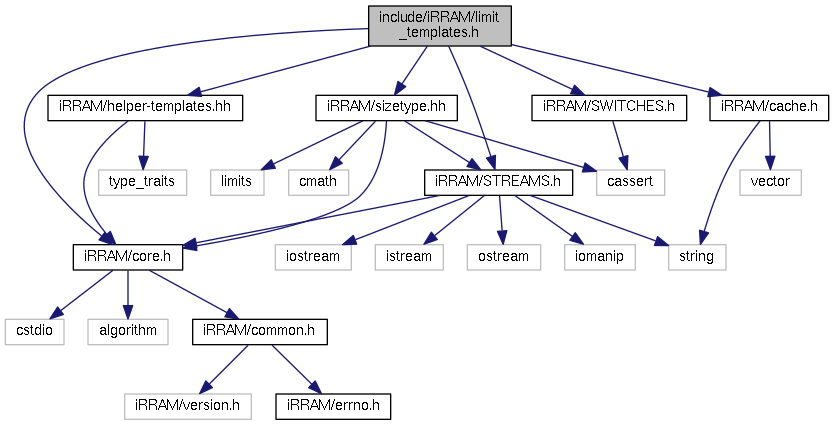 include/iRRAM/limit
_templates.h
iRRAM/helper-templates.hh
iRRAM/sizetype.hh
iRRAM/SWITCHES.h
iRRAM/cache.h
type_traits
limits
cmath
iRRAM/STREAMS.h
cassert
vector
iRRAM/core.h
iostream
istream
ostream
iomanip
string
cstdio
algorithm
iRRAM/common.h
iRRAM/version.h
iRRAM/errno.h